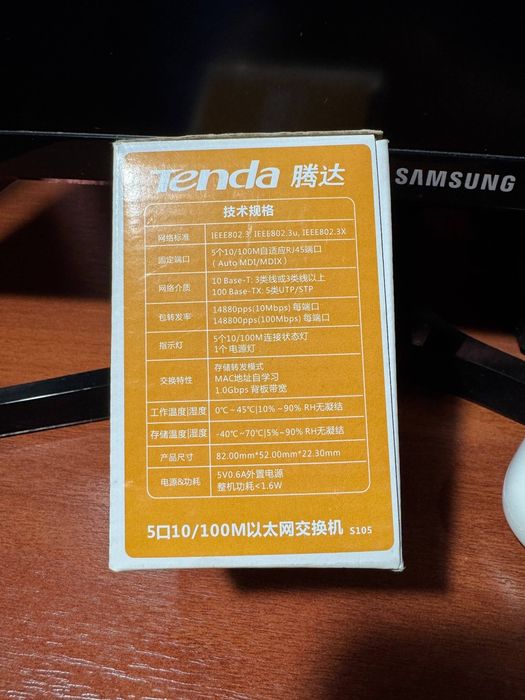 Tenda 腾达
SAMSUNG
技术规格
网络标准 IEEE802.3, IEEE802.3u, IEEE802.3X
固定端口 5个10/100M自适应RJ45端口
( Auto MDI/MDIX)
网络介质 10 Base-T: 3类线或3类线以上
100 Base-TX: 5类UTP/STP
包转发率 14880pps(10Mbps) 每端口
148800pps(100Mbps) 每端口
指示灯 5个10/100M连接状态灯
1个 电源灯
交换特性 存储转发模式
MAC地址自学习
1.0Gbps 背板带宽
工作温度|湿度 0℃ ~ 45℃|10% ~90% RH无凝结
存储温度|湿度 -40℃ ~70℃|5% ~90% RH无凝结
产品尺寸 82.00mm*52.00mm*22.30mm
电源&功耗 5V0.6A外置电源
整机功耗<1.6W
5口10/100M以太网交换机 S105